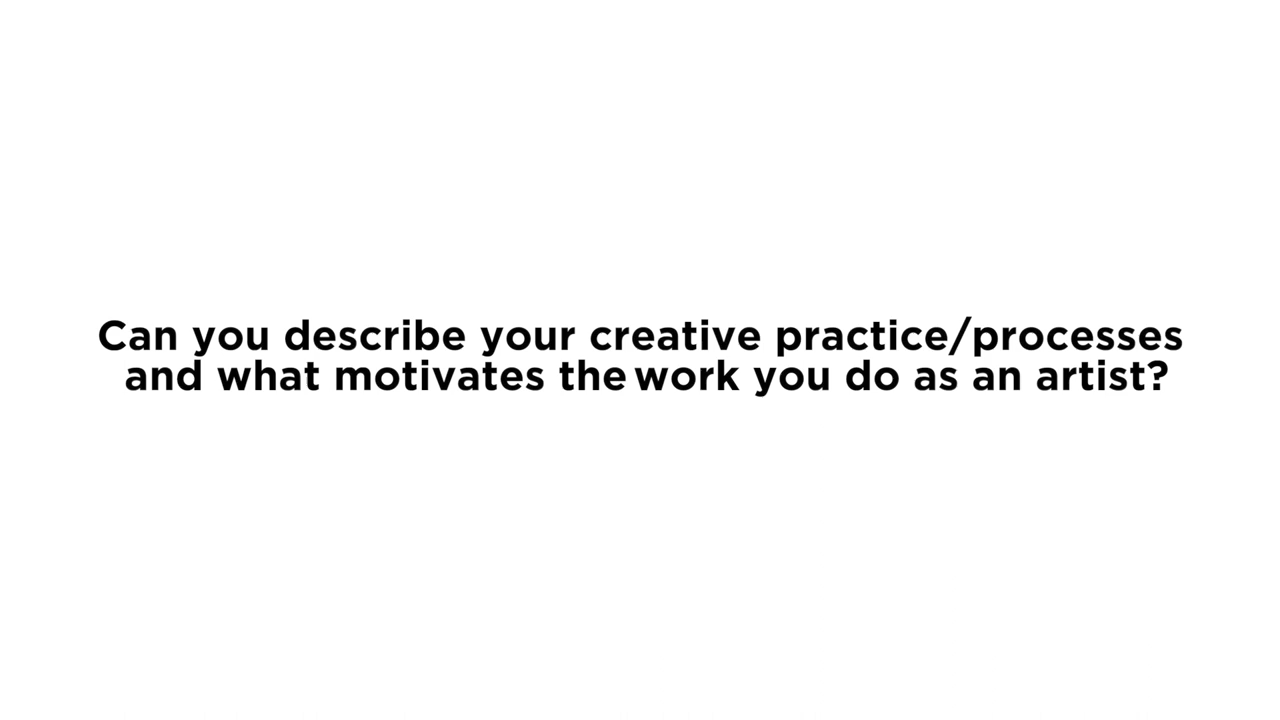 Can you describe your creative practice/processes
and what motivates the work you do as an artist?